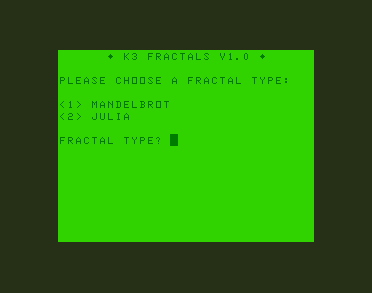 ♦ K3 FRACTALS V1.0 ♦
PLEASE CHOOSE A FRACTAL TYPE:
<1> MANDELBROT
<2> JULIA
FRACTAL TYPE?